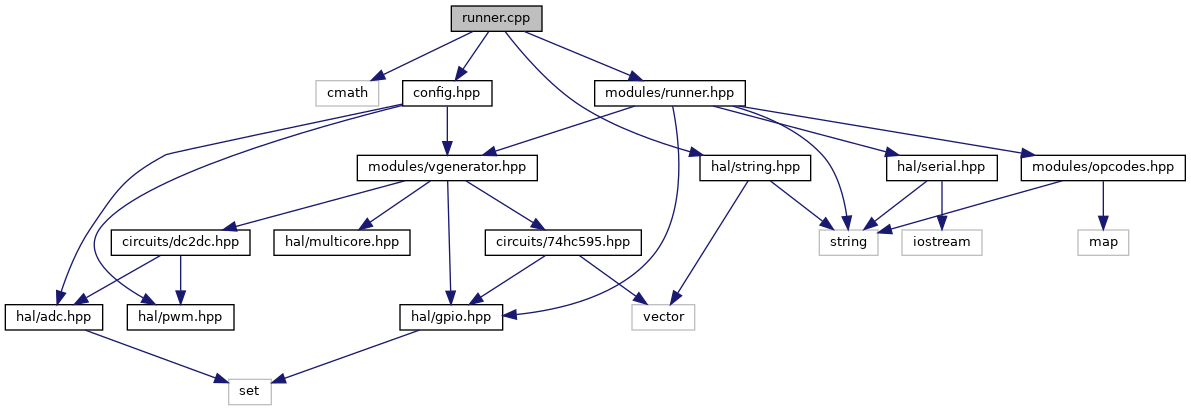 runner.cpp
cmath
config.hpp
modules/runner.hpp
modules/vgenerator.hpp
hal/string.hpp
hal/serial.hpp
modules/opcodes.hpp
circuits/dc2dc.hpp
hal/multicore.hpp
circuits/74hc595.hpp
string
iostream
map
hal/adc.hpp
hal/pwm.hpp
hal/gpio.hpp
vector
set